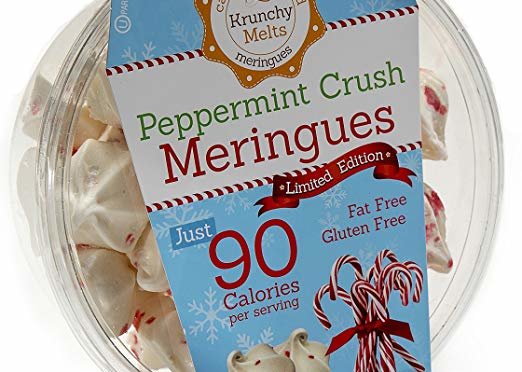 Krunchy
Melts
meringues
Peppermint Crush
Meringues
Limited Edition
Just
90
Calories
per serving
Fat Free
Gluten Free